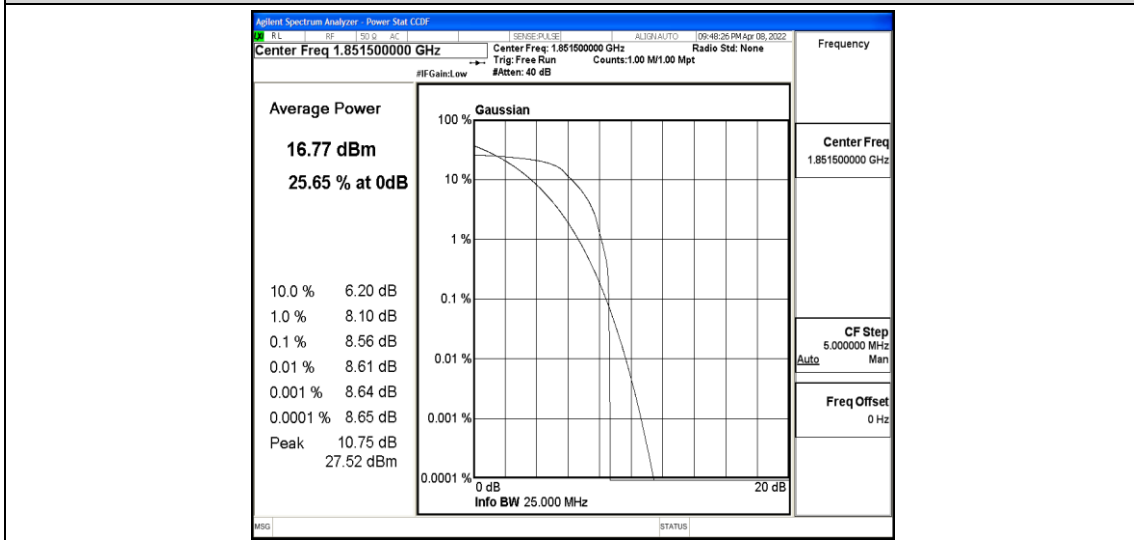 Agilent Spectrum Analyzer - Power Stat CCDF
RL RF 50 Ω AC SENSE:PULSE ALIGNAUTO 09:48:26 PM Apr 08, 2022
Center Freq 1.851500000 GHz
Center Freq: 1.851500000 GHz Radio Std: None
Trig: Free Run Counts:1.00 M/1.00 Mpt
#IFGain:Low #Atten: 40 dB
Frequency
Average Power
16.77 dBm
25.65 % at 0dB
10.0 % 6.20 dB
1.0 % 8.10 dB
0.1 % 8.56 dB
0.01 % 8.61 dB
0.001 % 8.64 dB
0.0001 % 8.65 dB
Peak 10.75 dB
27.52 dBm
Gaussian
100 %
10 %
1 %
0.1 %
0.01 %
0.001 %
0.0001 %
0 dB 20 dB
Info BW 25.000 MHz
Center Freq
1.851500000 GHz
CF Step
5.000000 MHz
Auto Man
Freq Offset
0 Hz
MSG STATUS